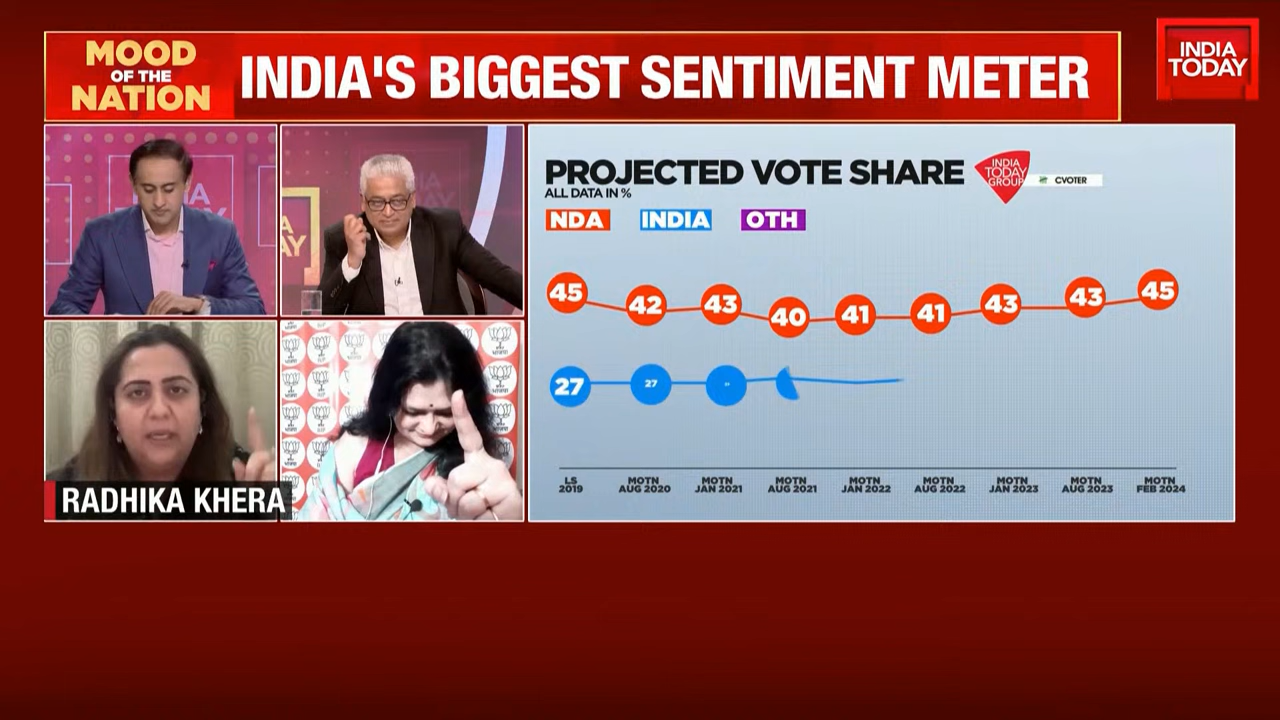 MOOD
OF THE
NATION
INDIA'S BIGGEST SENTIMENT METER
INDIA
TODAY
PROJECTED VOTE SHARE
INDIA
TODAY
GROUP
CVOTER
ALL DATA IN %
NDA INDIA OTH
45 42 43 40 41 41 43 43 45
27 27
LS
2019
MOTN
AUG 2020
MOTN
JAN 2021
MOTN
AUG 2021
MOTN
JAN 2022
MOTN
AUG 2022
MOTN
JAN 2023
MOTN
AUG 2023
MOTN
FEB 2024
RADHIKA KHERA